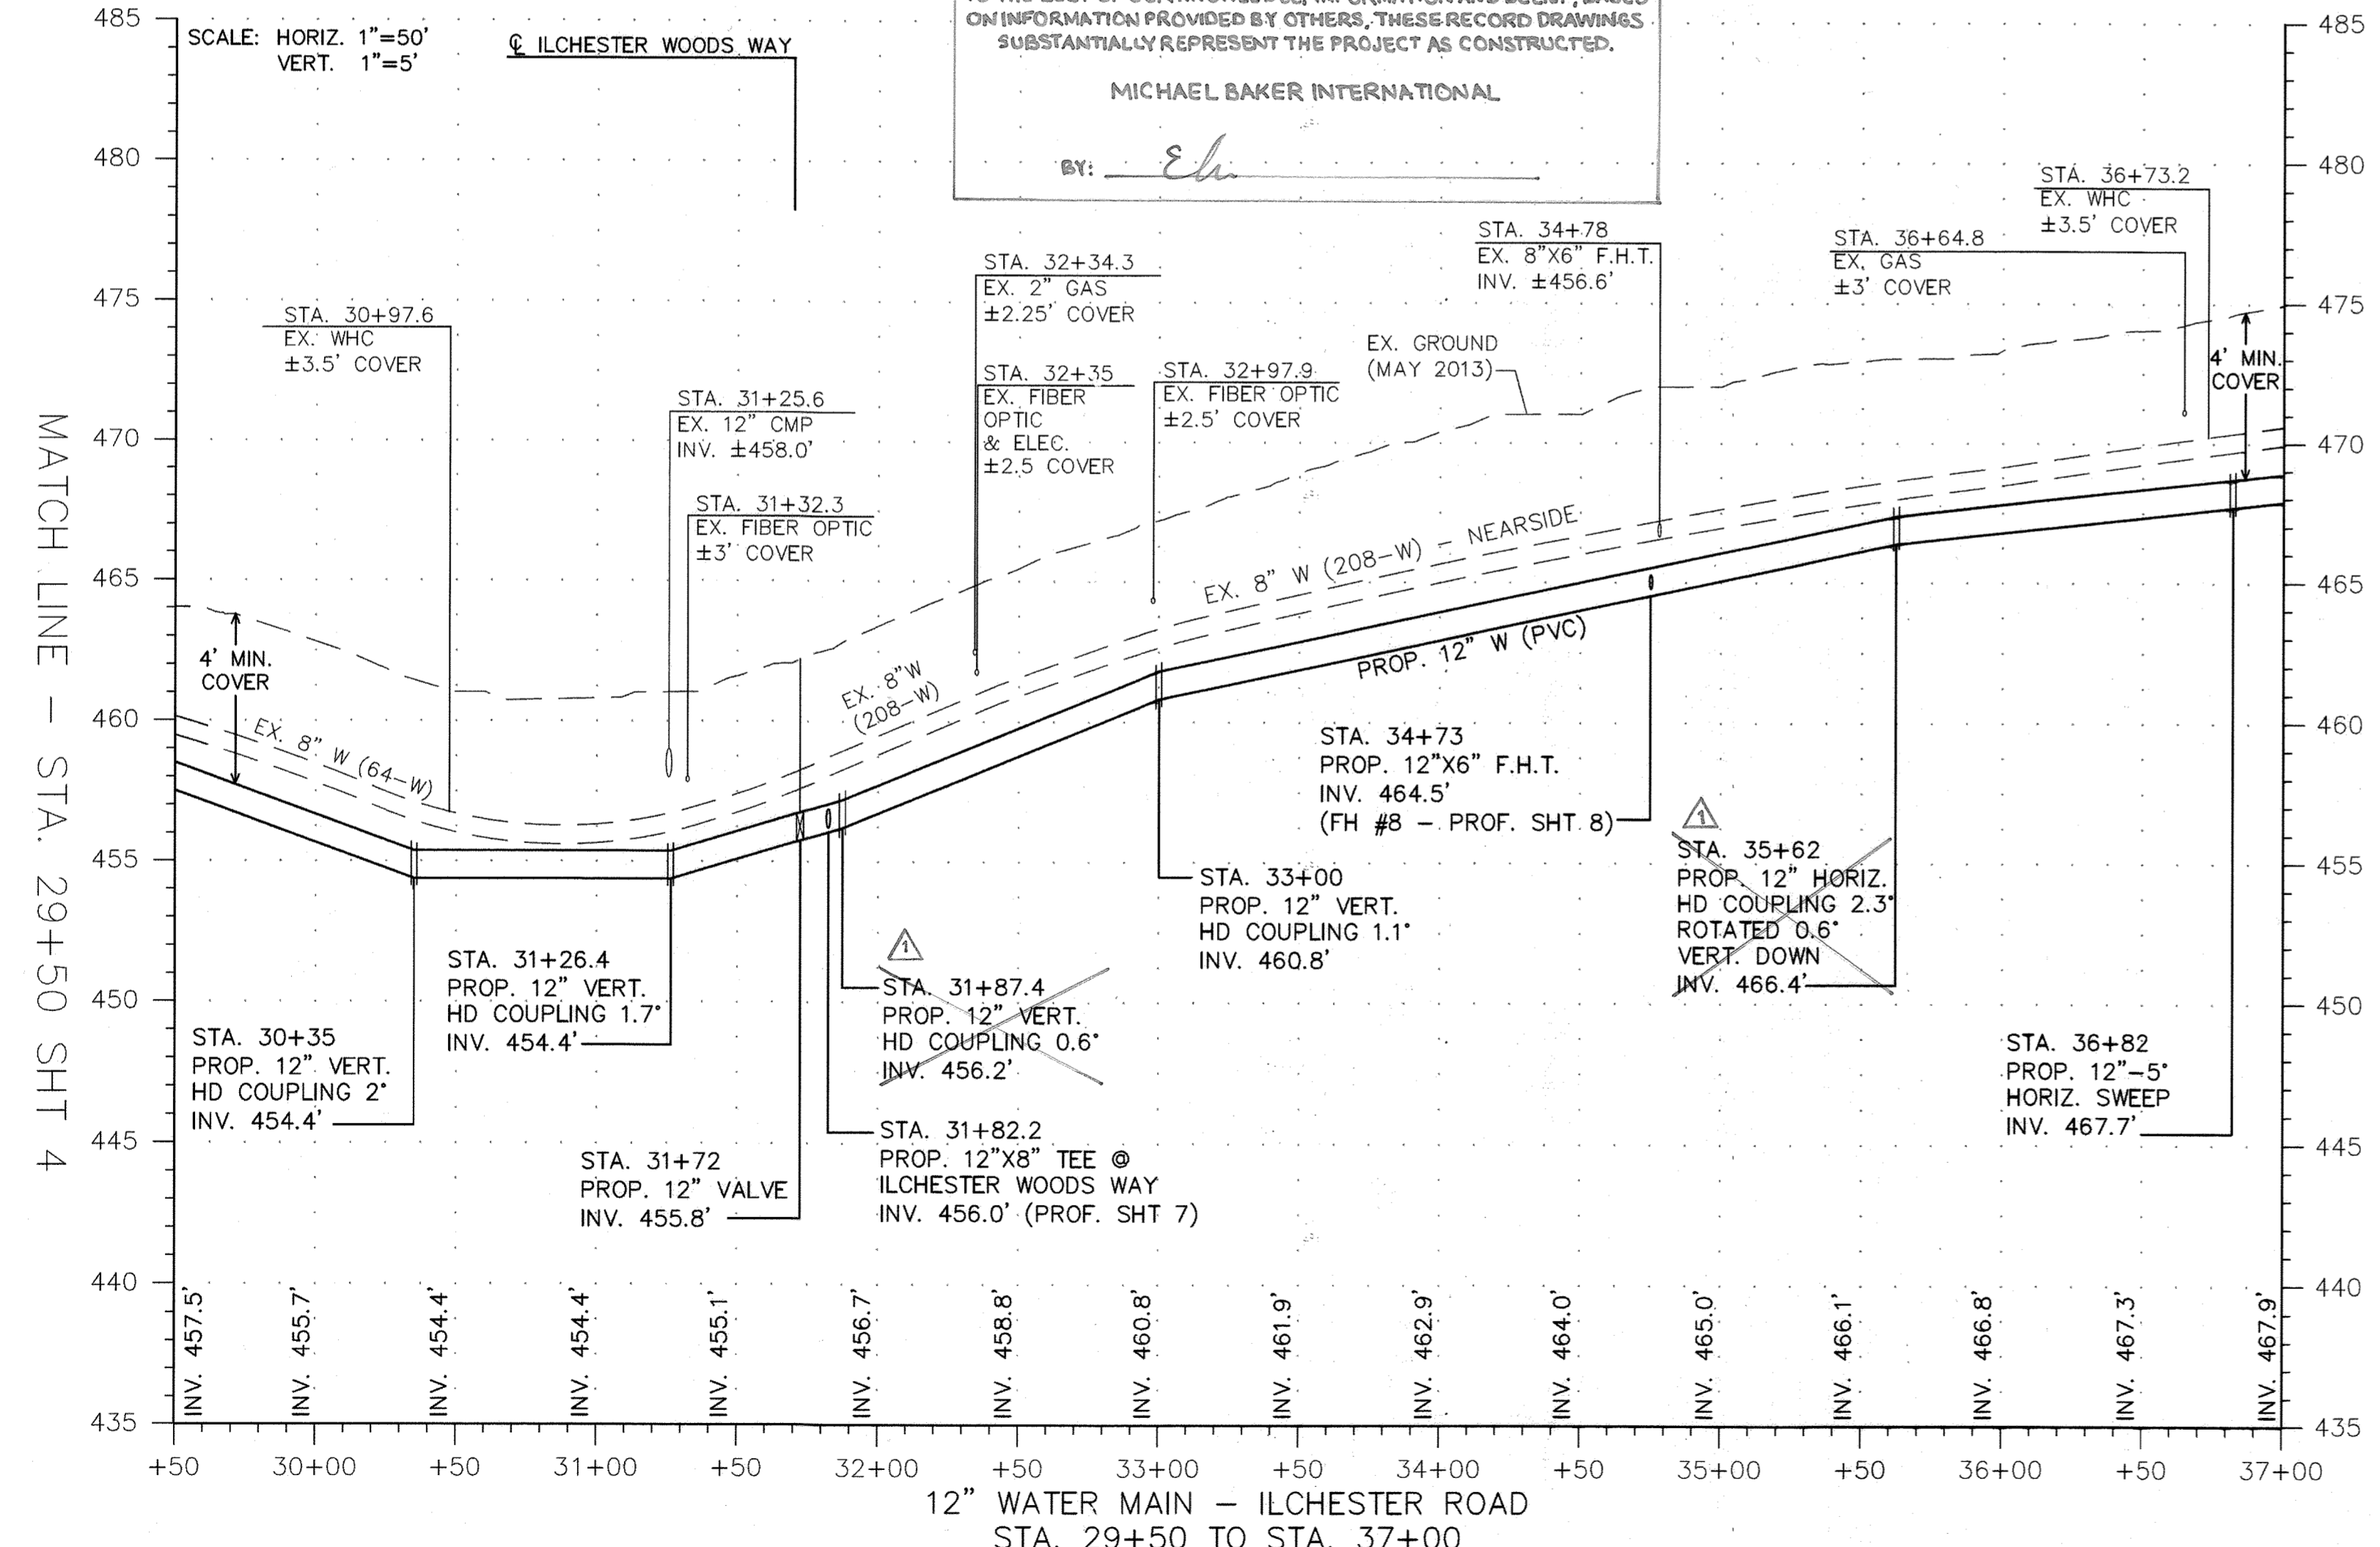 SCALE: HORIZ. 1"=50'
VERT. 1"=5'
℄ ILCHESTER WOODS WAY
ON INFORMATION PROVIDED BY OTHERS, THESE RECORD DRAWINGS
SUBSTANTIALLY REPRESENT THE PROJECT AS CONSTRUCTED.
MICHAEL BAKER INTERNATIONAL
BY:
485
480
475
470
465
460
455
450
445
440
435
485
480
475
470
465
460
455
450
445
440
435
MATCH LINE - STA. 29+50 SHT 4
STA. 30+97.6
EX. WHC
±3.5' COVER
STA. 31+25.6
EX. 12" CMP
INV. ±458.0'
STA. 31+32.3
EX. FIBER OPTIC
±3' COVER
STA. 32+34.3
EX. 2" GAS
±2.25' COVER
STA. 32+35
EX. FIBER
OPTIC
& ELEC.
±2.5 COVER
STA. 32+97.9
EX. FIBER OPTIC
±2.5' COVER
EX. GROUND
(MAY 2013)
STA. 34+78
EX. 8"X6" F.H.T.
INV. ±456.6'
STA. 36+64.8
EX. GAS
±3' COVER
STA. 36+73.2
EX. WHC
±3.5' COVER
4' MIN.
COVER
4' MIN.
COVER
EX. 8" W (64-W)
EX. 8"W
(208-W)
EX. 8" W (208-W) - NEARSIDE
PROP. 12" W (PVC)
STA. 30+35
PROP. 12" VERT.
HD COUPLING 2°
INV. 454.4'
STA. 31+26.4
PROP. 12" VERT.
HD COUPLING 1.7°
INV. 454.4'
STA. 31+72
PROP. 12" VALVE
INV. 455.8'
1
STA. 31+87.4
PROP. 12" VERT.
HD COUPLING 0.6°
INV. 456.2'
STA. 31+82.2
PROP. 12"X8" TEE @
ILCHESTER WOODS WAY
INV. 456.0' (PROF. SHT 7)
STA. 33+00
PROP. 12" VERT.
HD COUPLING 1.1°
INV. 460.8'
STA. 34+73
PROP. 12"X6" F.H.T.
INV. 464.5'
(FH #8 - PROF. SHT 8)
1
STA. 35+62
PROP. 12" HORIZ.
HD COUPLING 2.3°
ROTATED 0.6°
VERT. DOWN
INV. 466.4'
STA. 36+82
PROP. 12"-5°
HORIZ. SWEEP
INV. 467.7'
INV. 457.5'
INV. 455.7'
INV. 454.4'
INV. 454.4'
INV. 455.1'
INV. 456.7'
INV. 458.8'
INV. 460.8'
INV. 461.9'
INV. 462.9'
INV. 464.0'
INV. 465.0'
INV. 466.1'
INV. 466.8'
INV. 467.3'
INV. 467.9'
+50 30+00 +50 31+00 +50 32+00 +50 33+00 +50 34+00 +50 35+00 +50 36+00 +50 37+00
12" WATER MAIN - ILCHESTER ROAD
STA. 29+50 TO STA. 37+00